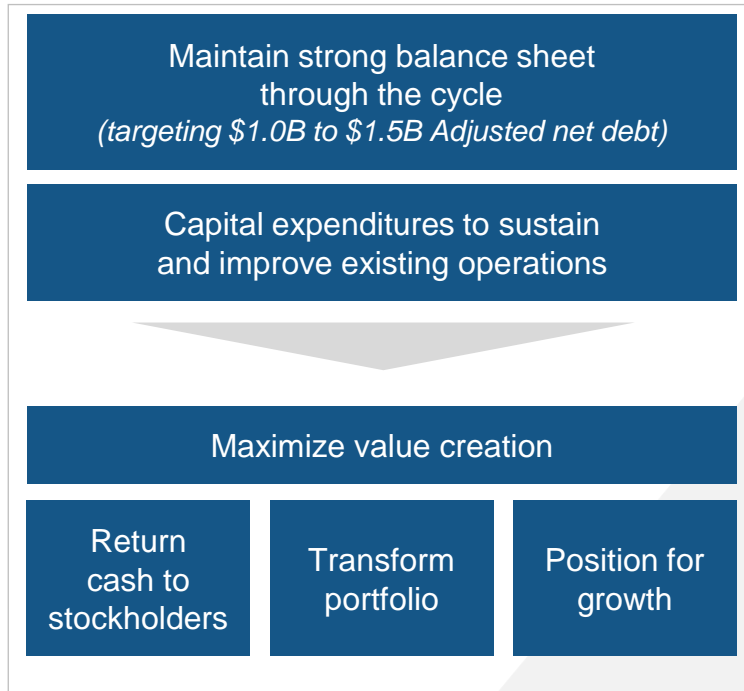 Maintain strong balance sheet
through the cycle
(targeting $1.0B to $1.5B Adjusted net debt)
Capital expenditures to sustain
and improve existing operations
Maximize value creation
Return
cash to
stockholders
Transform
portfolio
Position for
growth